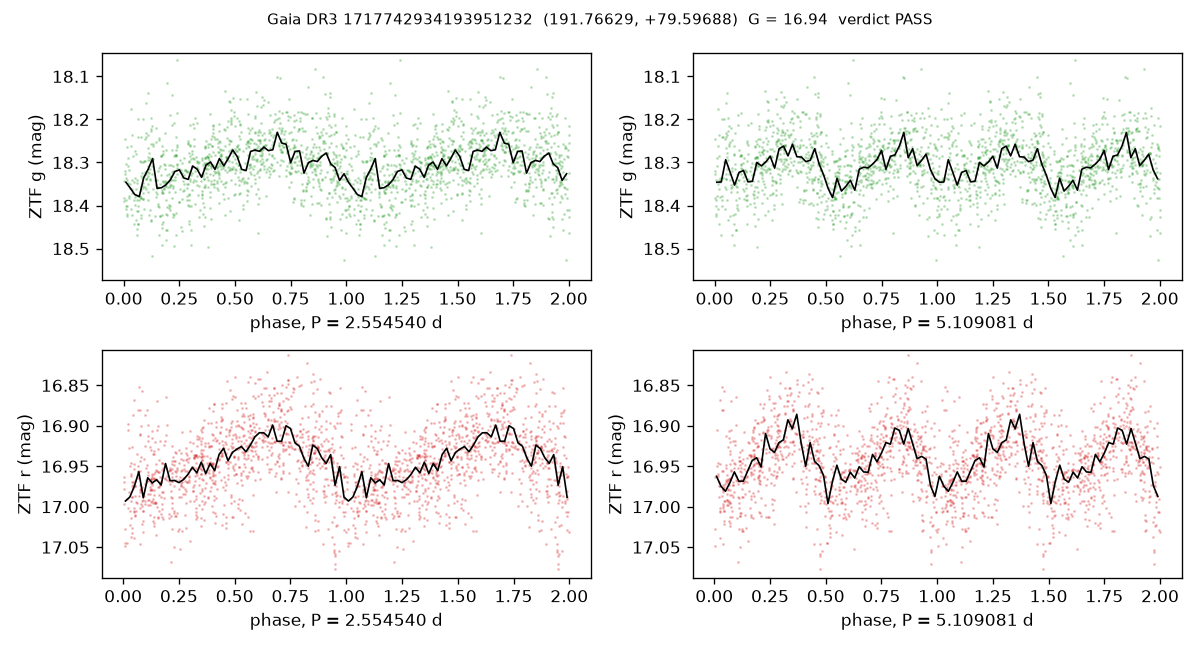 Gaia DR3 1717742934193951232  (191.76629, +79.59688)  G = 16.94  verdict PASS
ZTF g (mag)
18.1
18.2
18.3
18.4
18.5
0.00 0.25 0.50 0.75 1.00 1.25 1.50 1.75 2.00
phase, P = 2.554540 d
ZTF g (mag)
18.1
18.2
18.3
18.4
18.5
0.00 0.25 0.50 0.75 1.00 1.25 1.50 1.75 2.00
phase, P = 5.109081 d
ZTF r (mag)
16.85
16.90
16.95
17.00
17.05
0.00 0.25 0.50 0.75 1.00 1.25 1.50 1.75 2.00
phase, P = 2.554540 d
ZTF r (mag)
16.85
16.90
16.95
17.00
17.05
0.00 0.25 0.50 0.75 1.00 1.25 1.50 1.75 2.00
phase, P = 5.109081 d